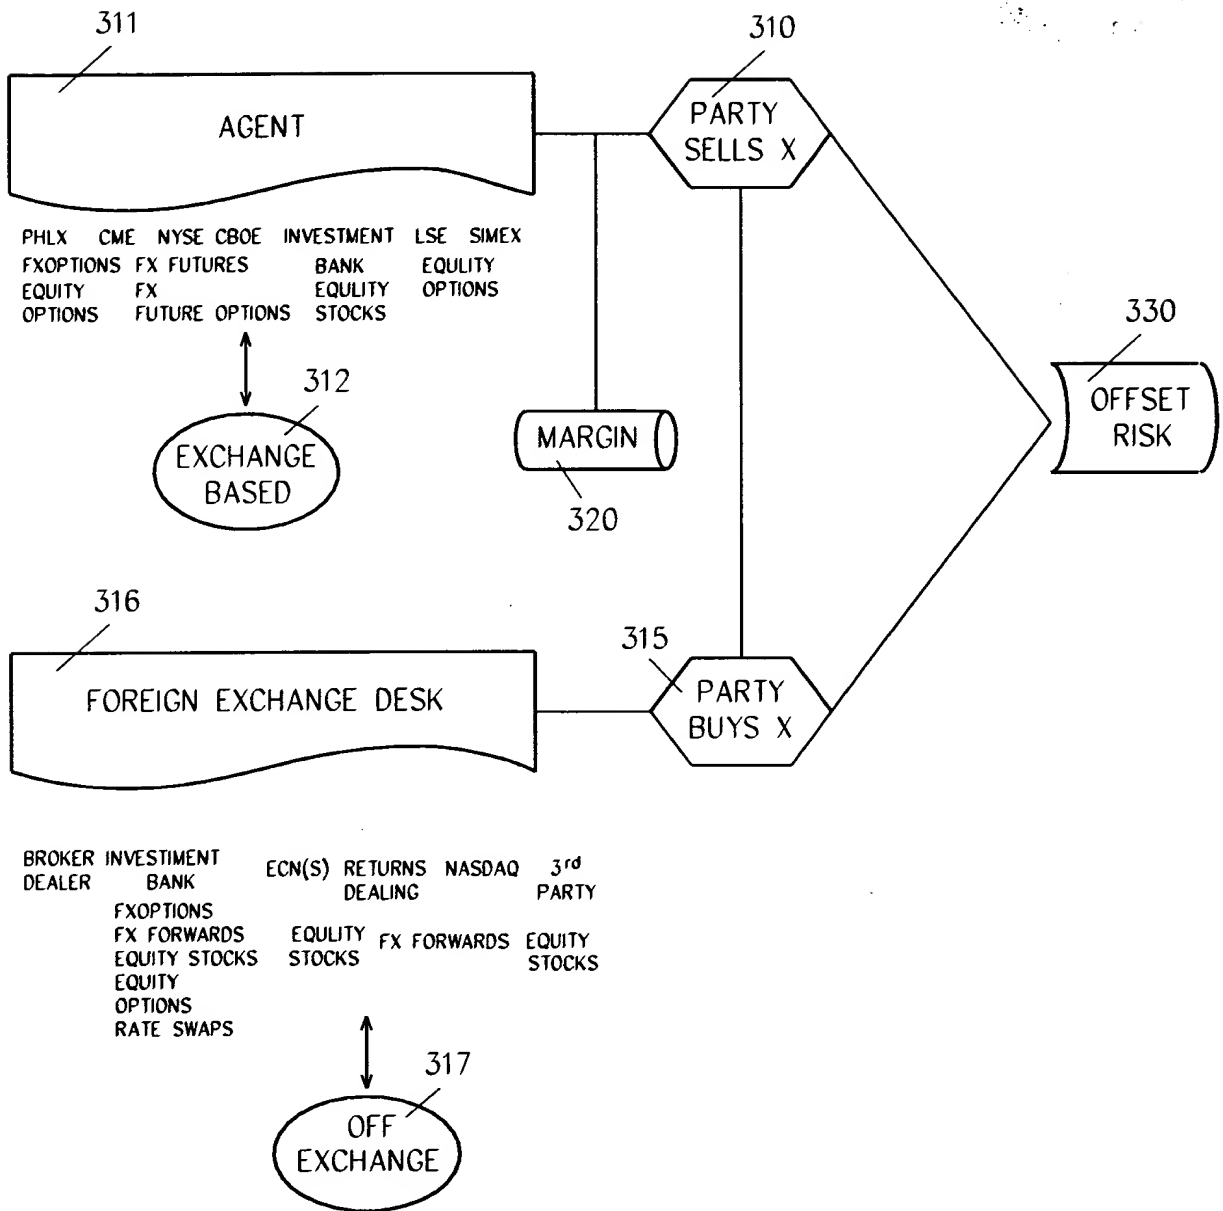 311
310
AGENT
PARTY
SELLS X
PHLX CME NYSE CBOE INVESTMENT LSE SIMEX
FXOPTIONS FX FUTURES BANK EQULITY
EQUITY FX EQULITY OPTIONS
OPTIONS FUTURE OPTIONS STOCKS
330
OFFSET
RISK
312
EXCHANGE
BASED
MARGIN
320
316
315
FOREIGN EXCHANGE DESK
PARTY
BUYS X
BROKER INVESTIMENT ECN(S) RETURNS NASDAQ 3rd
DEALER BANK DEALING PARTY
FXOPTIONS
FX FORWARDS EQULITY FX FORWARDS EQUITY
EQUITY STOCKS STOCKS STOCKS
EQUITY
OPTIONS
RATE SWAPS
317
OFF
EXCHANGE